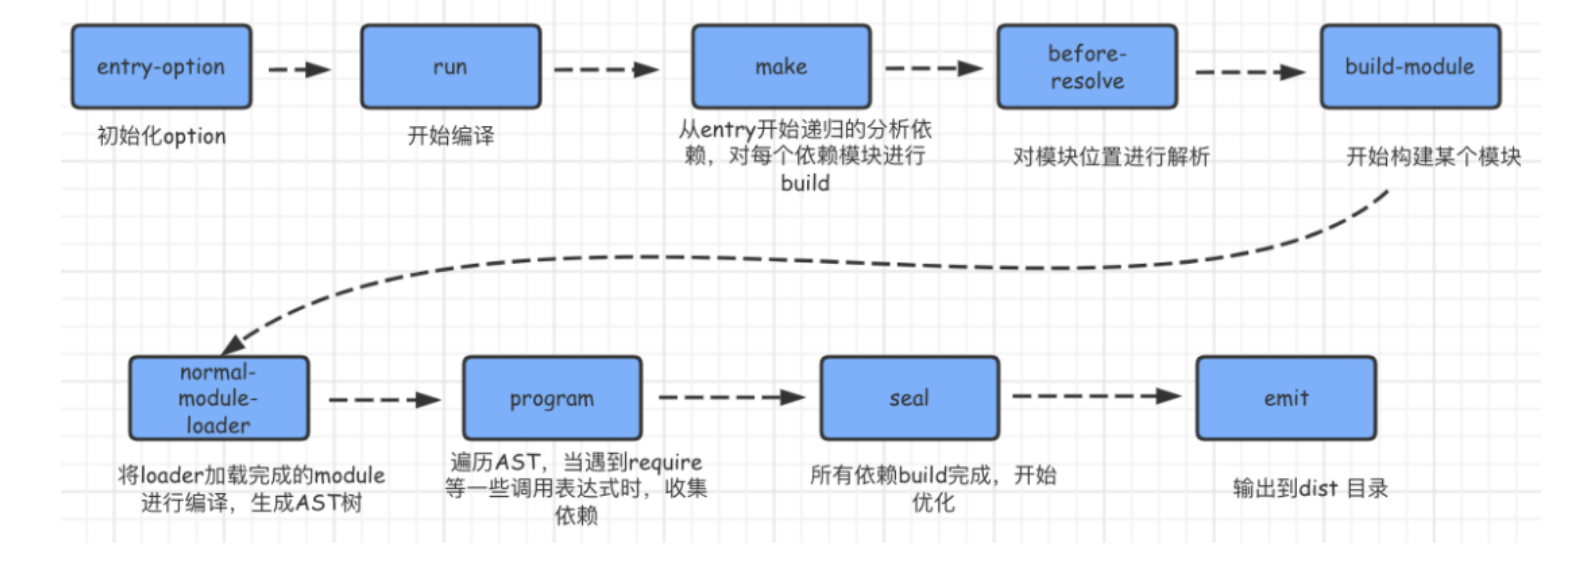 entry-option
run
make
before-
resolve
build-module
初始化option
开始编译
从entry开始递归的分析依
赖，对每个依赖模块进行
build
对模块位置进行解析
开始构建某个模块
normal-
module-
loader
program
seal
emit
将loader加载完成的module
进行编译，生成AST树
遍历AST，当遇到require
等一些调用表达式时，收集
依赖
所有依赖build完成，开始
优化
输出到dist 目录